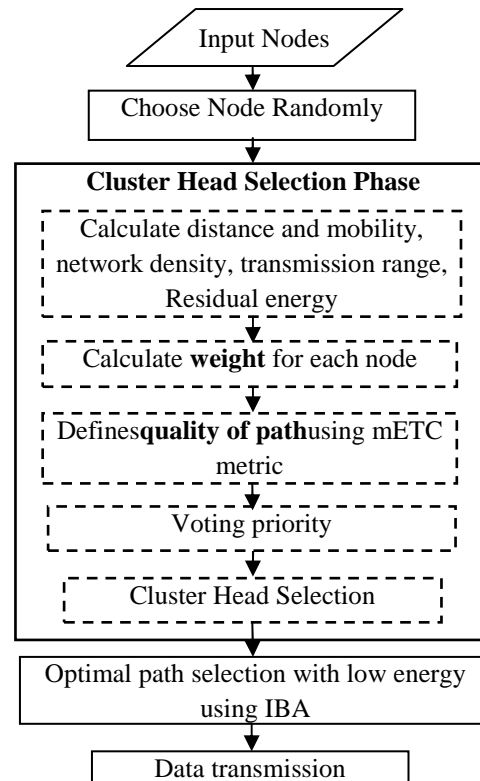 Input Nodes
Choose Node Randomly
Cluster Head Selection Phase
Calculate distance and mobility,
network density, transmission range,
Residual energy
Calculate weight for each node
Definesquality of pathusing mETC
metric
Voting priority
Cluster Head Selection
Optimal path selection with low energy
using IBA
Data transmission